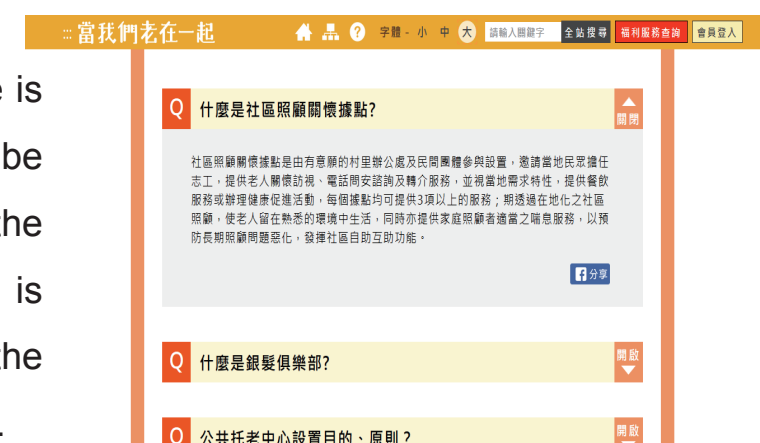 ::: 當我們老在一起 ? 字體 - 小 中 大 請輸入關鍵字 全站搜尋 福利服務查詢 會員登入
is
be
the
is
the
Q 什麼是社區照顧關懷據點? 關閉
社區照顧關懷據點是由有意願的村里辦公處及民間團體參與設置，邀請當地民眾擔任
志工，提供老人關懷訪視、電話問安諮詢及轉介服務，並視當地需求特性，提供餐飲
服務或辦理健康促進活動，每個據點均可提供3項以上的服務；期透過在地化之社區
照顧，使老人留在熟悉的環境中生活，同時亦提供家庭照顧者適當之喘息服務，以預
防長期照顧問題惡化，發揮社區自助互助功能。
f 分享
Q 什麼是銀髮俱樂部? 開啟
Q 公共托老中心設置目的、原則？ 開啟